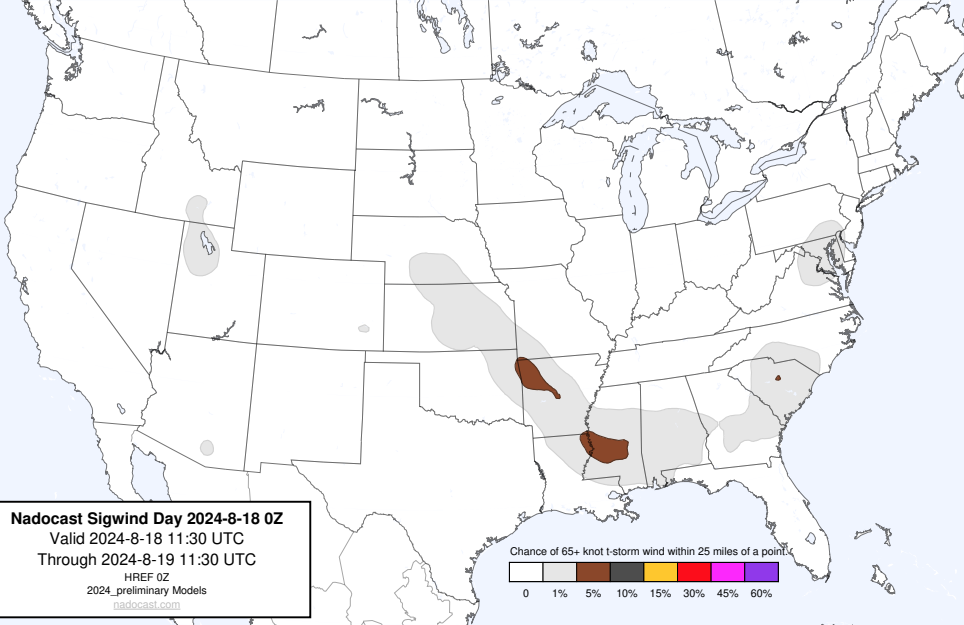 Nadocast Sigwind Day 2024-8-18 0Z
Valid 2024-8-18 11:30 UTC
Through 2024-8-19 11:30 UTC
HREF 0Z
2024_preliminary Models
nadocast.com
Chance of 65+ knot t-storm wind within 25 miles of a point.
0 1% 5% 10% 15% 30% 45% 60%